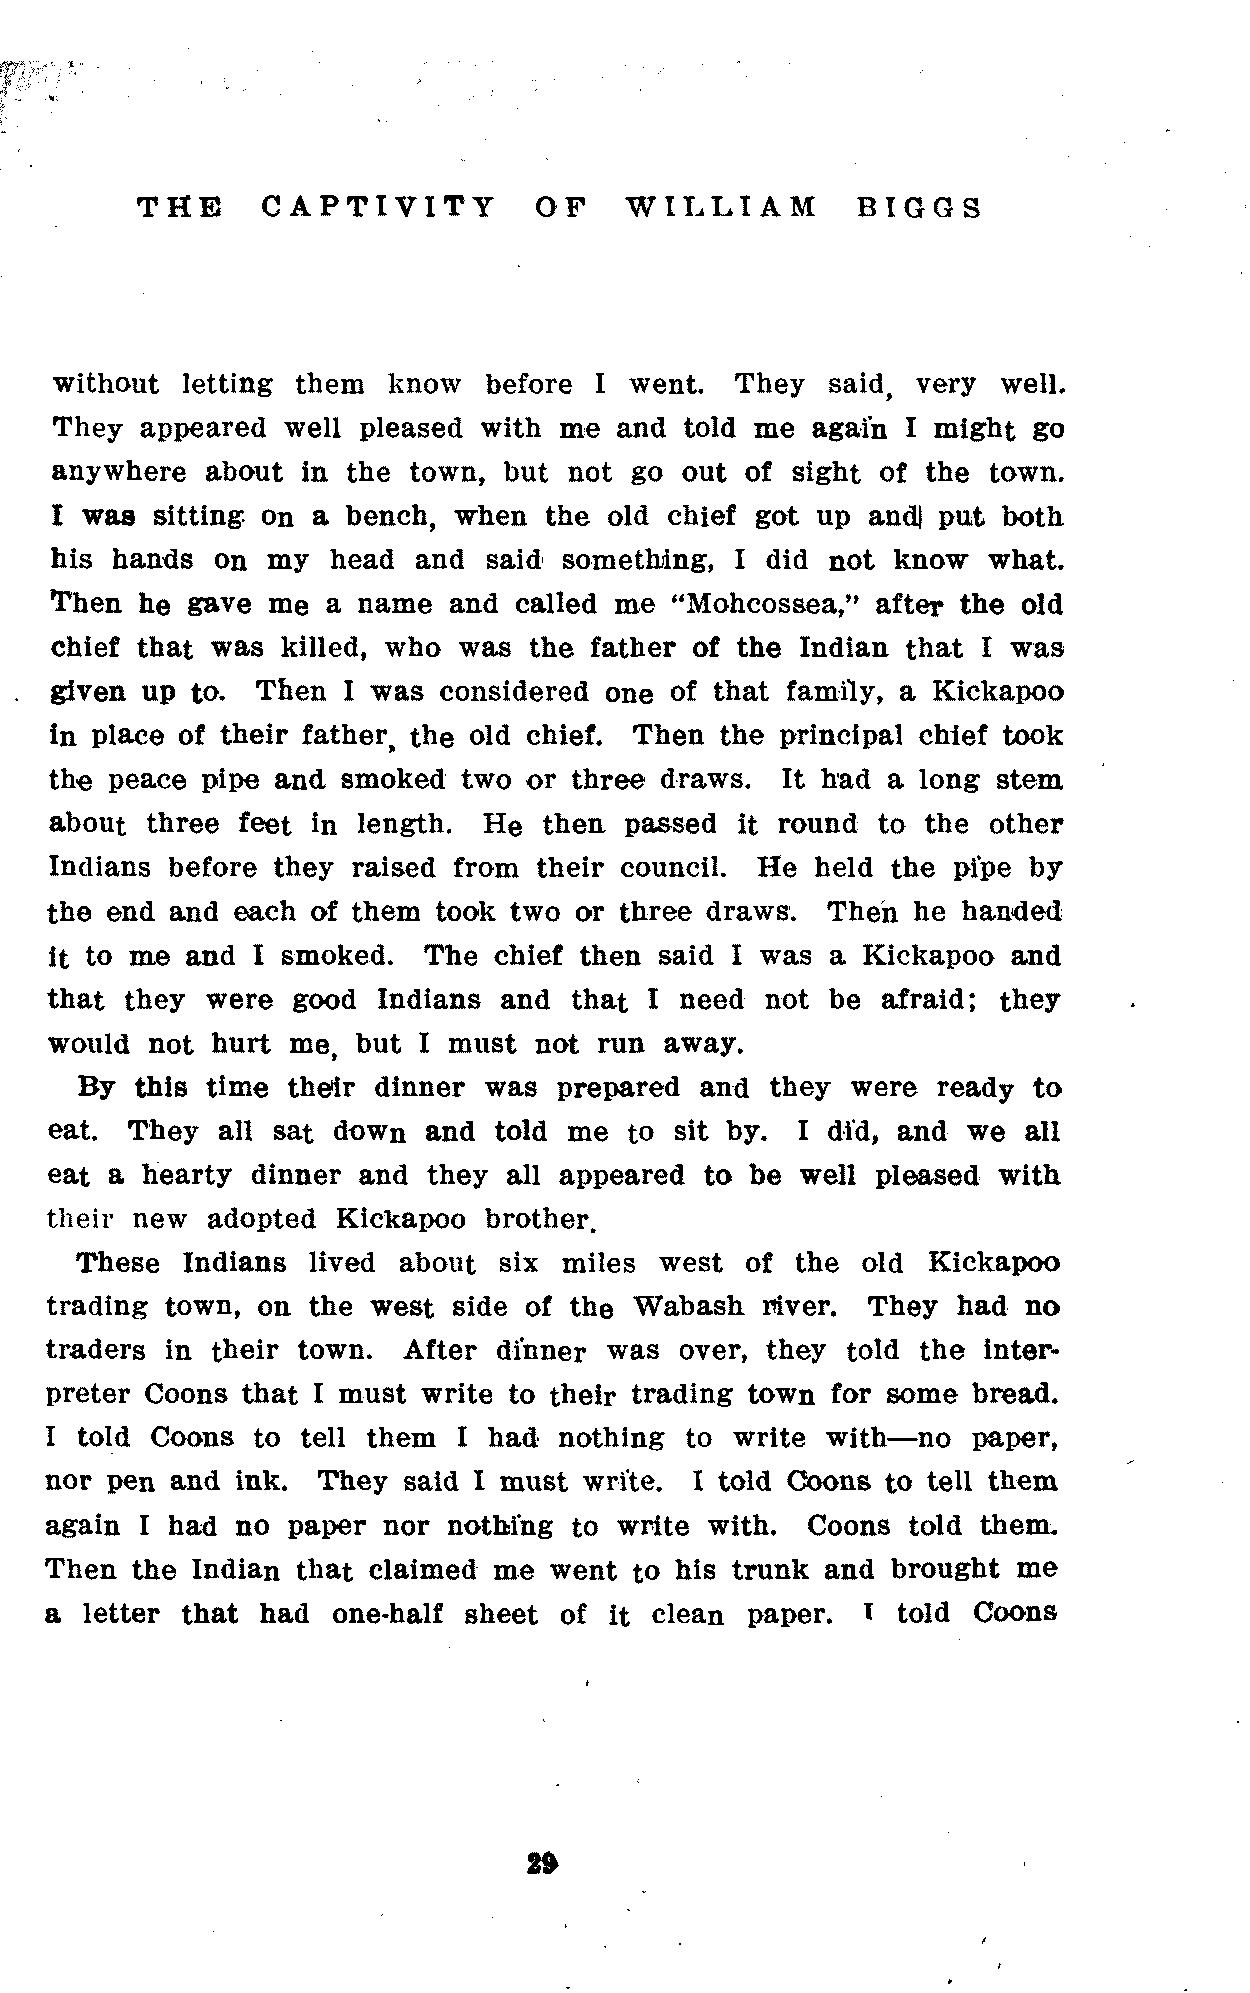 THE CAPTIVITY OF WILLIAM BIGGS
without letting them know before I went. They said, very well.
They appeared well pleased with me and told me again I might go
anywhere about in the town, but not go out of sight of the town.
I was sitting on a bench, when the old chief got up and put both
his hands on my head and said something, I did not know what.
Then he gave me a name and called me “Mohcossea,” after the old
chief that was killed, who was the father of the Indian that I was
given up to. Then I was considered one of that family, a Kickapoo
in place of their father, the old chief. Then the principal chief took
the peace pipe and smoked two or three draws. It had a long stem
about three feet in length. He then passed it round to the other
Indians before they raised from their council. He held the pipe by
the end and each of them took two or three draws. Then he handed
it to me and I smoked. The chief then said I was a Kickapoo and
that they were good Indians and that I need not be afraid; they
would not hurt me, but I must not run away.
By this time their dinner was prepared and they were ready to
eat. They all sat down and told me to sit by. I did, and we all
eat a hearty dinner and they all appeared to be well pleased with
their new adopted Kickapoo brother.
These Indians lived about six miles west of the old Kickapoo
trading town, on the west side of the Wabash river. They had no
traders in their town. After dinner was over, they told the inter-
preter Coons that I must write to their trading town for some bread.
I told Coons to tell them I had nothing to write with—no paper,
nor pen and ink. They said I must write. I told Coons to tell them
again I had no paper nor nothing to write with. Coons told them.
Then the Indian that claimed me went to his trunk and brought me
a letter that had one-half sheet of it clean paper. I told Coons
29